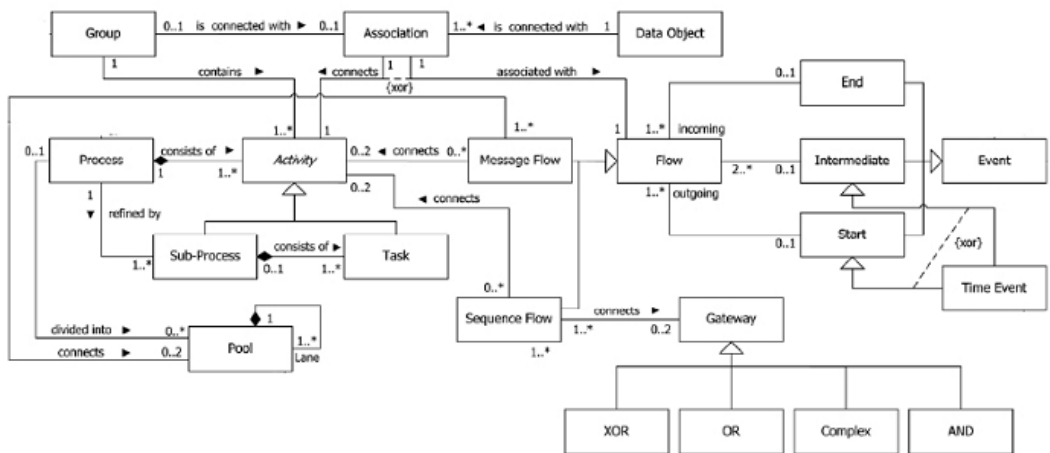 Group 0..1 is connected with ► 0..1 Association 1..* ◄ is connected with 1 Data Object
1 contains ► ◄ connects 1 1 associated with ► 0..1 End
{xor}
1..* 1 1..* 1 1..* incoming
0..1 Process consists of ► Activity 0..2 ◄ connects 0..* Message Flow Flow Intermediate Event
1 1..* 2..* 0..1
1 0..2 1..* outgoing
▼ refined by ◄ connects Start
0..1 {xor}
Sub-Process consists of ► Task
1..* 0..1 1..* Time Event
0..*
1 Sequence Flow connects ► Gateway
divided into ► 0..* 1..* 0..2
Pool 1..*
connects ► 0..2 Lane 1..*
XOR OR Complex AND